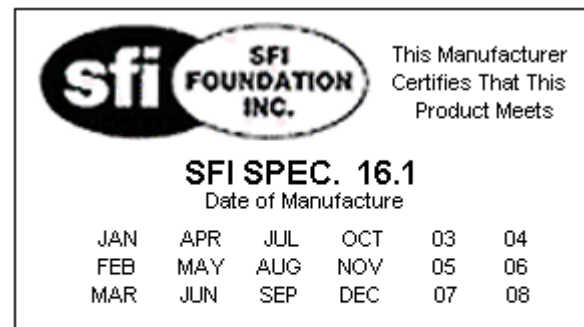 sfi
SFI
FOUNDATION
INC.
This Manufacturer
Certifies That This
Product Meets
SFI SPEC. 16.1
Date of Manufacture
JAN APR JUL OCT 03 04
FEB MAY AUG NOV 05 06
MAR JUN SEP DEC 07 08